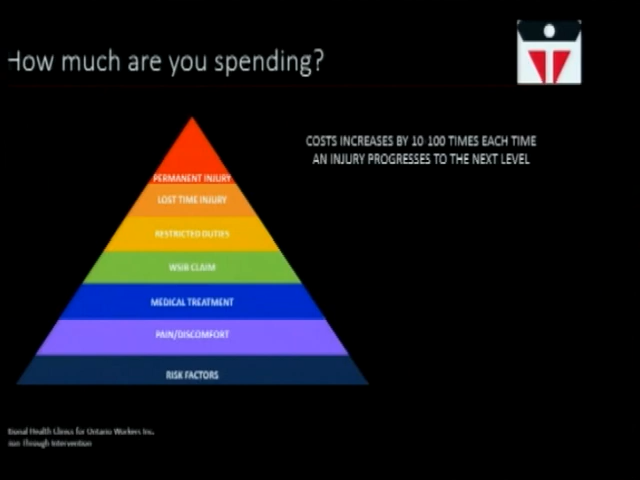 How much are you spending?
COSTS INCREASES BY 10-100 TIMES EACH TIME
AN INJURY PROGRESSES TO THE NEXT LEVEL
PERMANENT INJURY
LOST TIME INJURY
RESTRICTED DUTIES
WSIB CLAIM
MEDICAL TREATMENT
PAIN/DISCOMFORT
RISK FACTORS
tional Health Clinics for Ontario Workers Inc.
Through Intervention